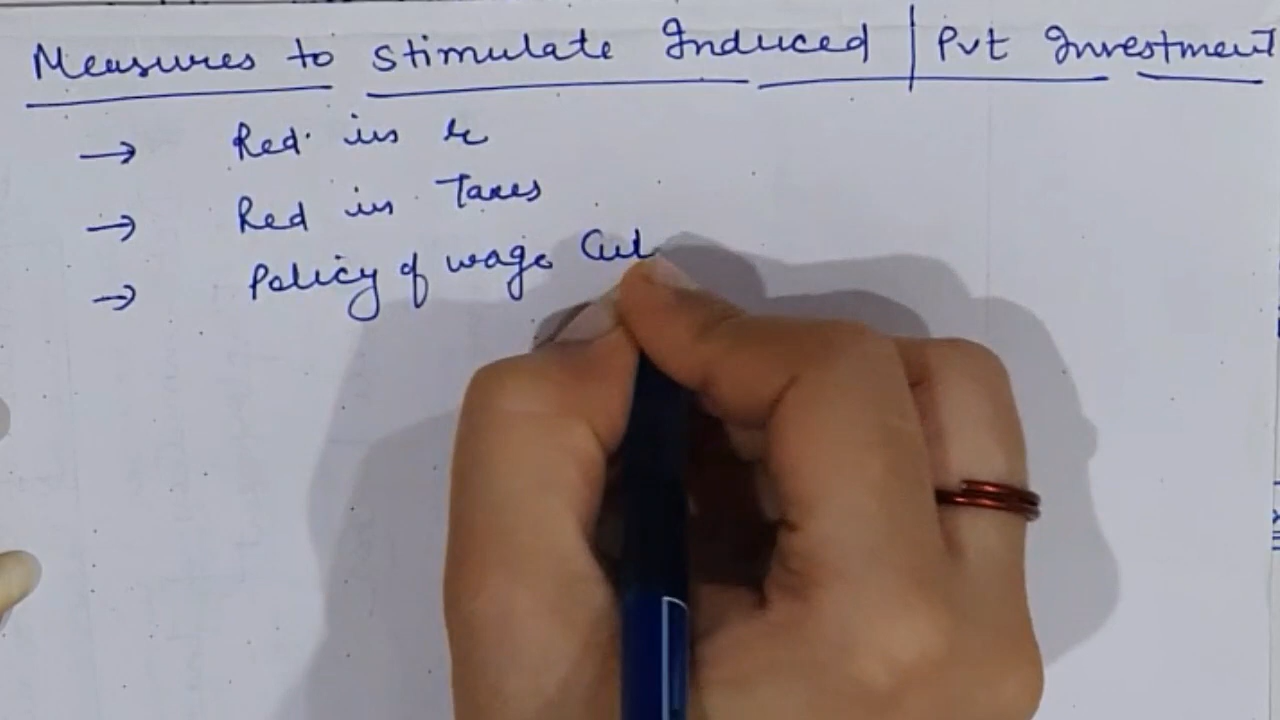 Measures to stimulate Induced | Pvt Investment
→ Red. in r
→ Red in Taxes
→ Policy of wage Cut